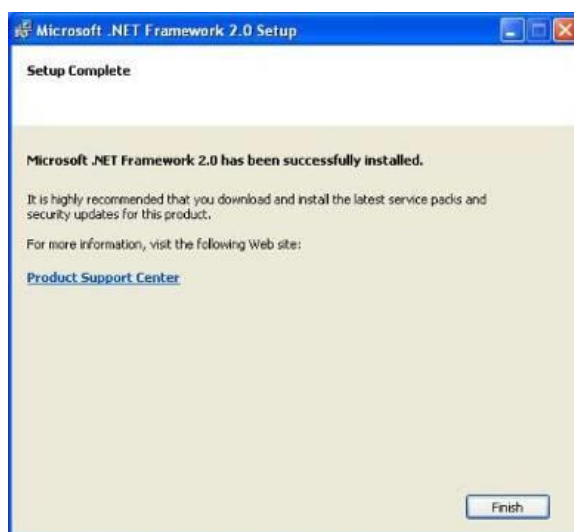 Microsoft .NET Framework 2.0 Setup
Setup Complete
Microsoft .NET Framework 2.0 has been successfully installed.
It is highly recommended that you download and install the latest service packs and
security updates for this product.
For more information, visit the following Web site:
Product Support Center
Finish